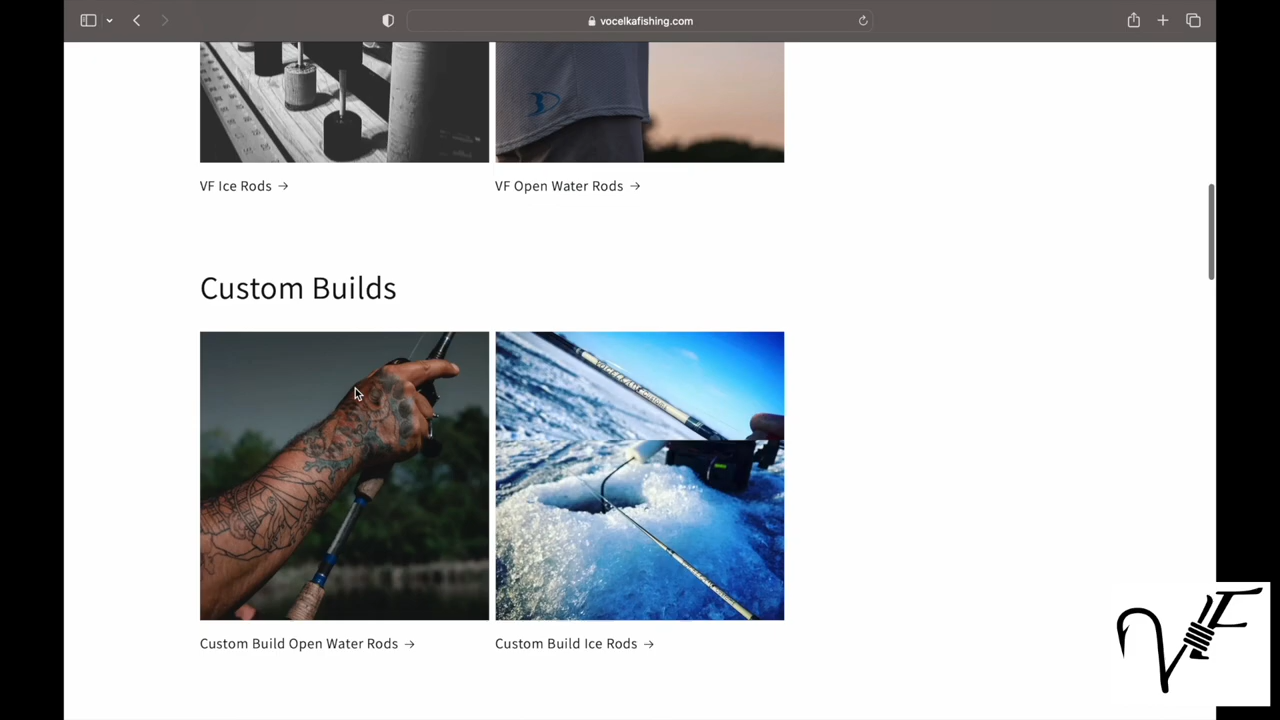 vocelkafishing.com
VF Ice Rods →
VF Open Water Rods →
Custom Builds
Custom Build Open Water Rods →
Custom Build Ice Rods →
VF